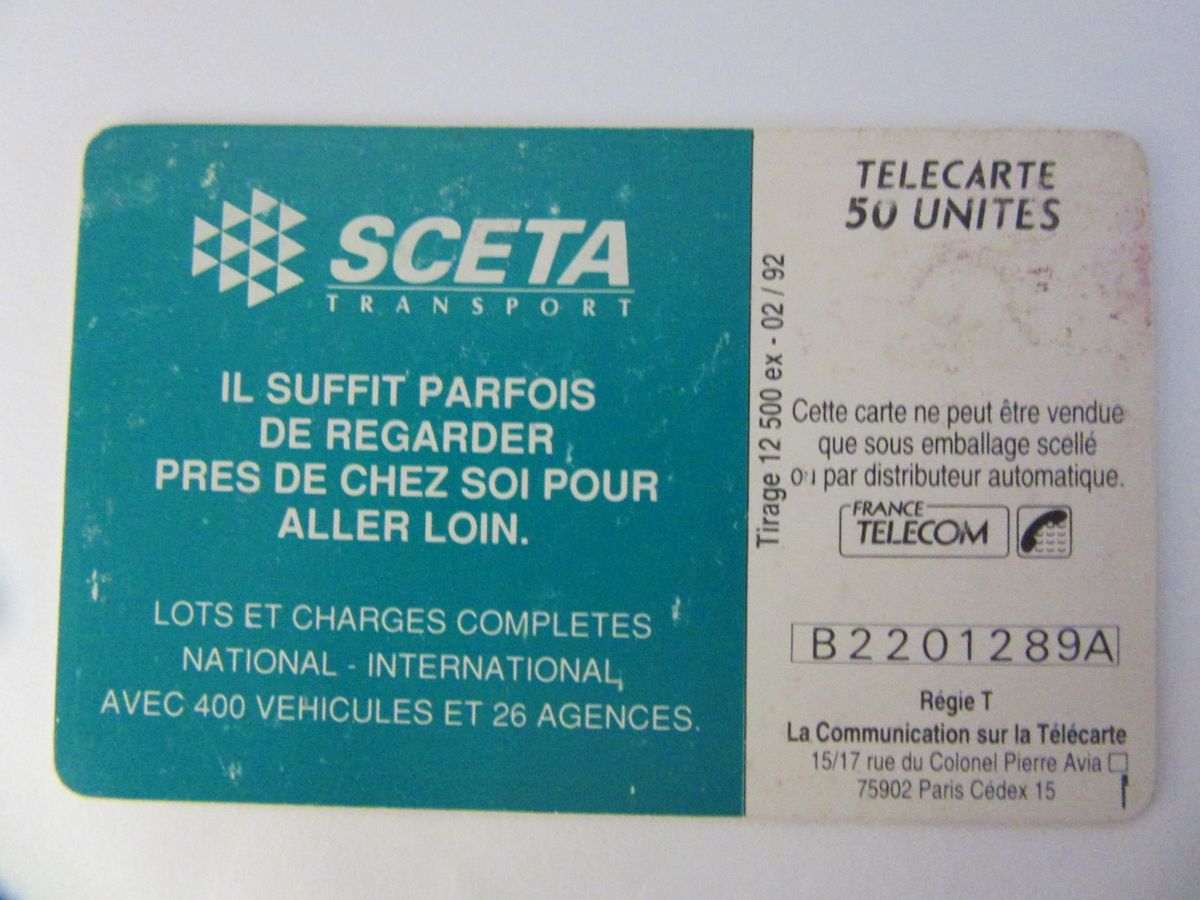 SCETA
TRANSPORT
IL SUFFIT PARFOIS
DE REGARDER
PRES DE CHEZ SOI POUR
ALLER LOIN.
LOTS ET CHARGES COMPLETES
NATIONAL - INTERNATIONAL
AVEC 400 VEHICULES ET 26 AGENCES.
Tirage 12 500 ex - 02 / 92
TELECARTE
50 UNITES
Cette carte ne peut être vendue
que sous emballage scellé
ou par distributeur automatique.
FRANCE
TELECOM
B2201289A
Régie T
La Communication sur la Télécarte
15/17 rue du Colonel Pierre Avia
75902 Paris Cédex 15